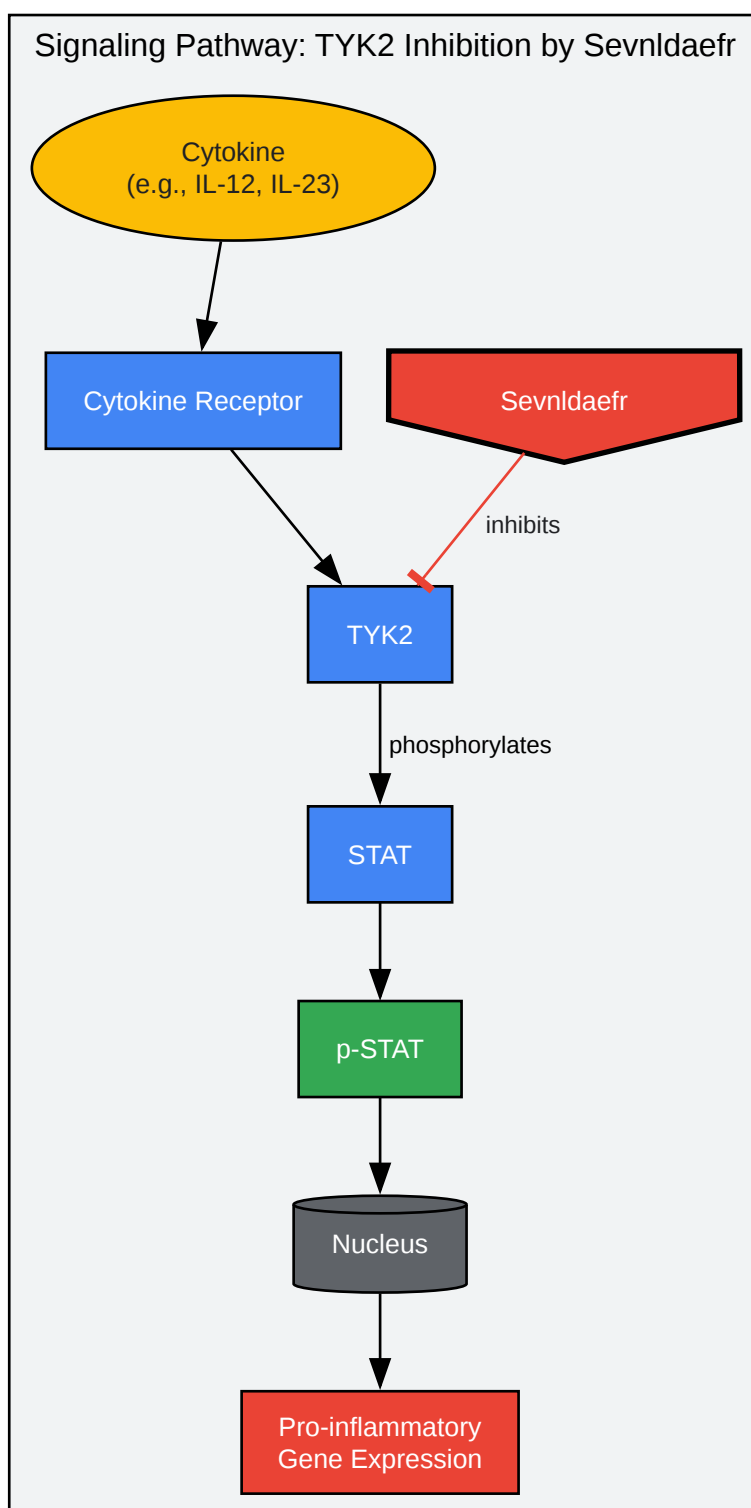 Signaling Pathway: TYK2 Inhibition by Sevnldaefr
Cytokine
(e.g., IL-12, IL-23)
Cytokine Receptor
Sevnldaefr
inhibits
TYK2
phosphorylates
STAT
p-STAT
Nucleus
Pro-inflammatory
Gene Expression